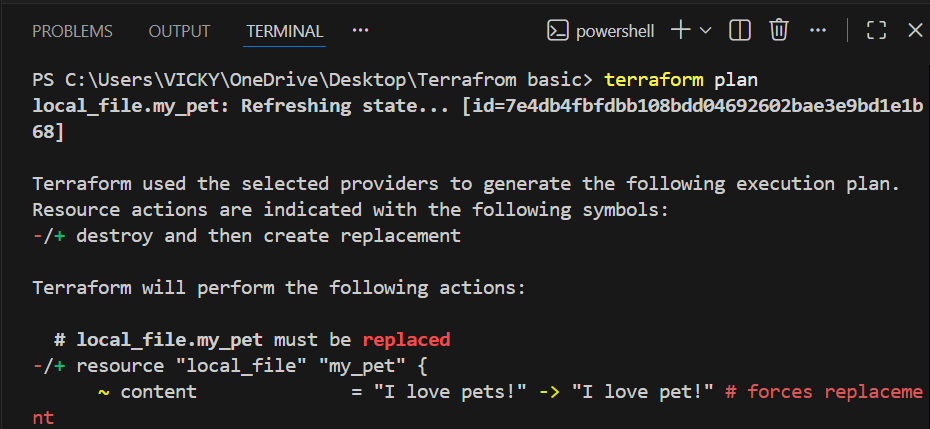 PROBLEMS OUTPUT TERMINAL ··· powershell
PS C:\Users\VICKY\OneDrive\Desktop\Terrafrom basic> terraform plan
local_file.my_pet: Refreshing state... [id=7e4db4fbfdbb108bdd04692602bae3e9bd1e1b
68]
Terraform used the selected providers to generate the following execution plan.
Resource actions are indicated with the following symbols:
-/+ destroy and then create replacement
Terraform will perform the following actions:
# local_file.my_pet must be replaced
-/+ resource "local_file" "my_pet" {
~ content = "I love pets!" -> "I love pet!" # forces replaceme
nt